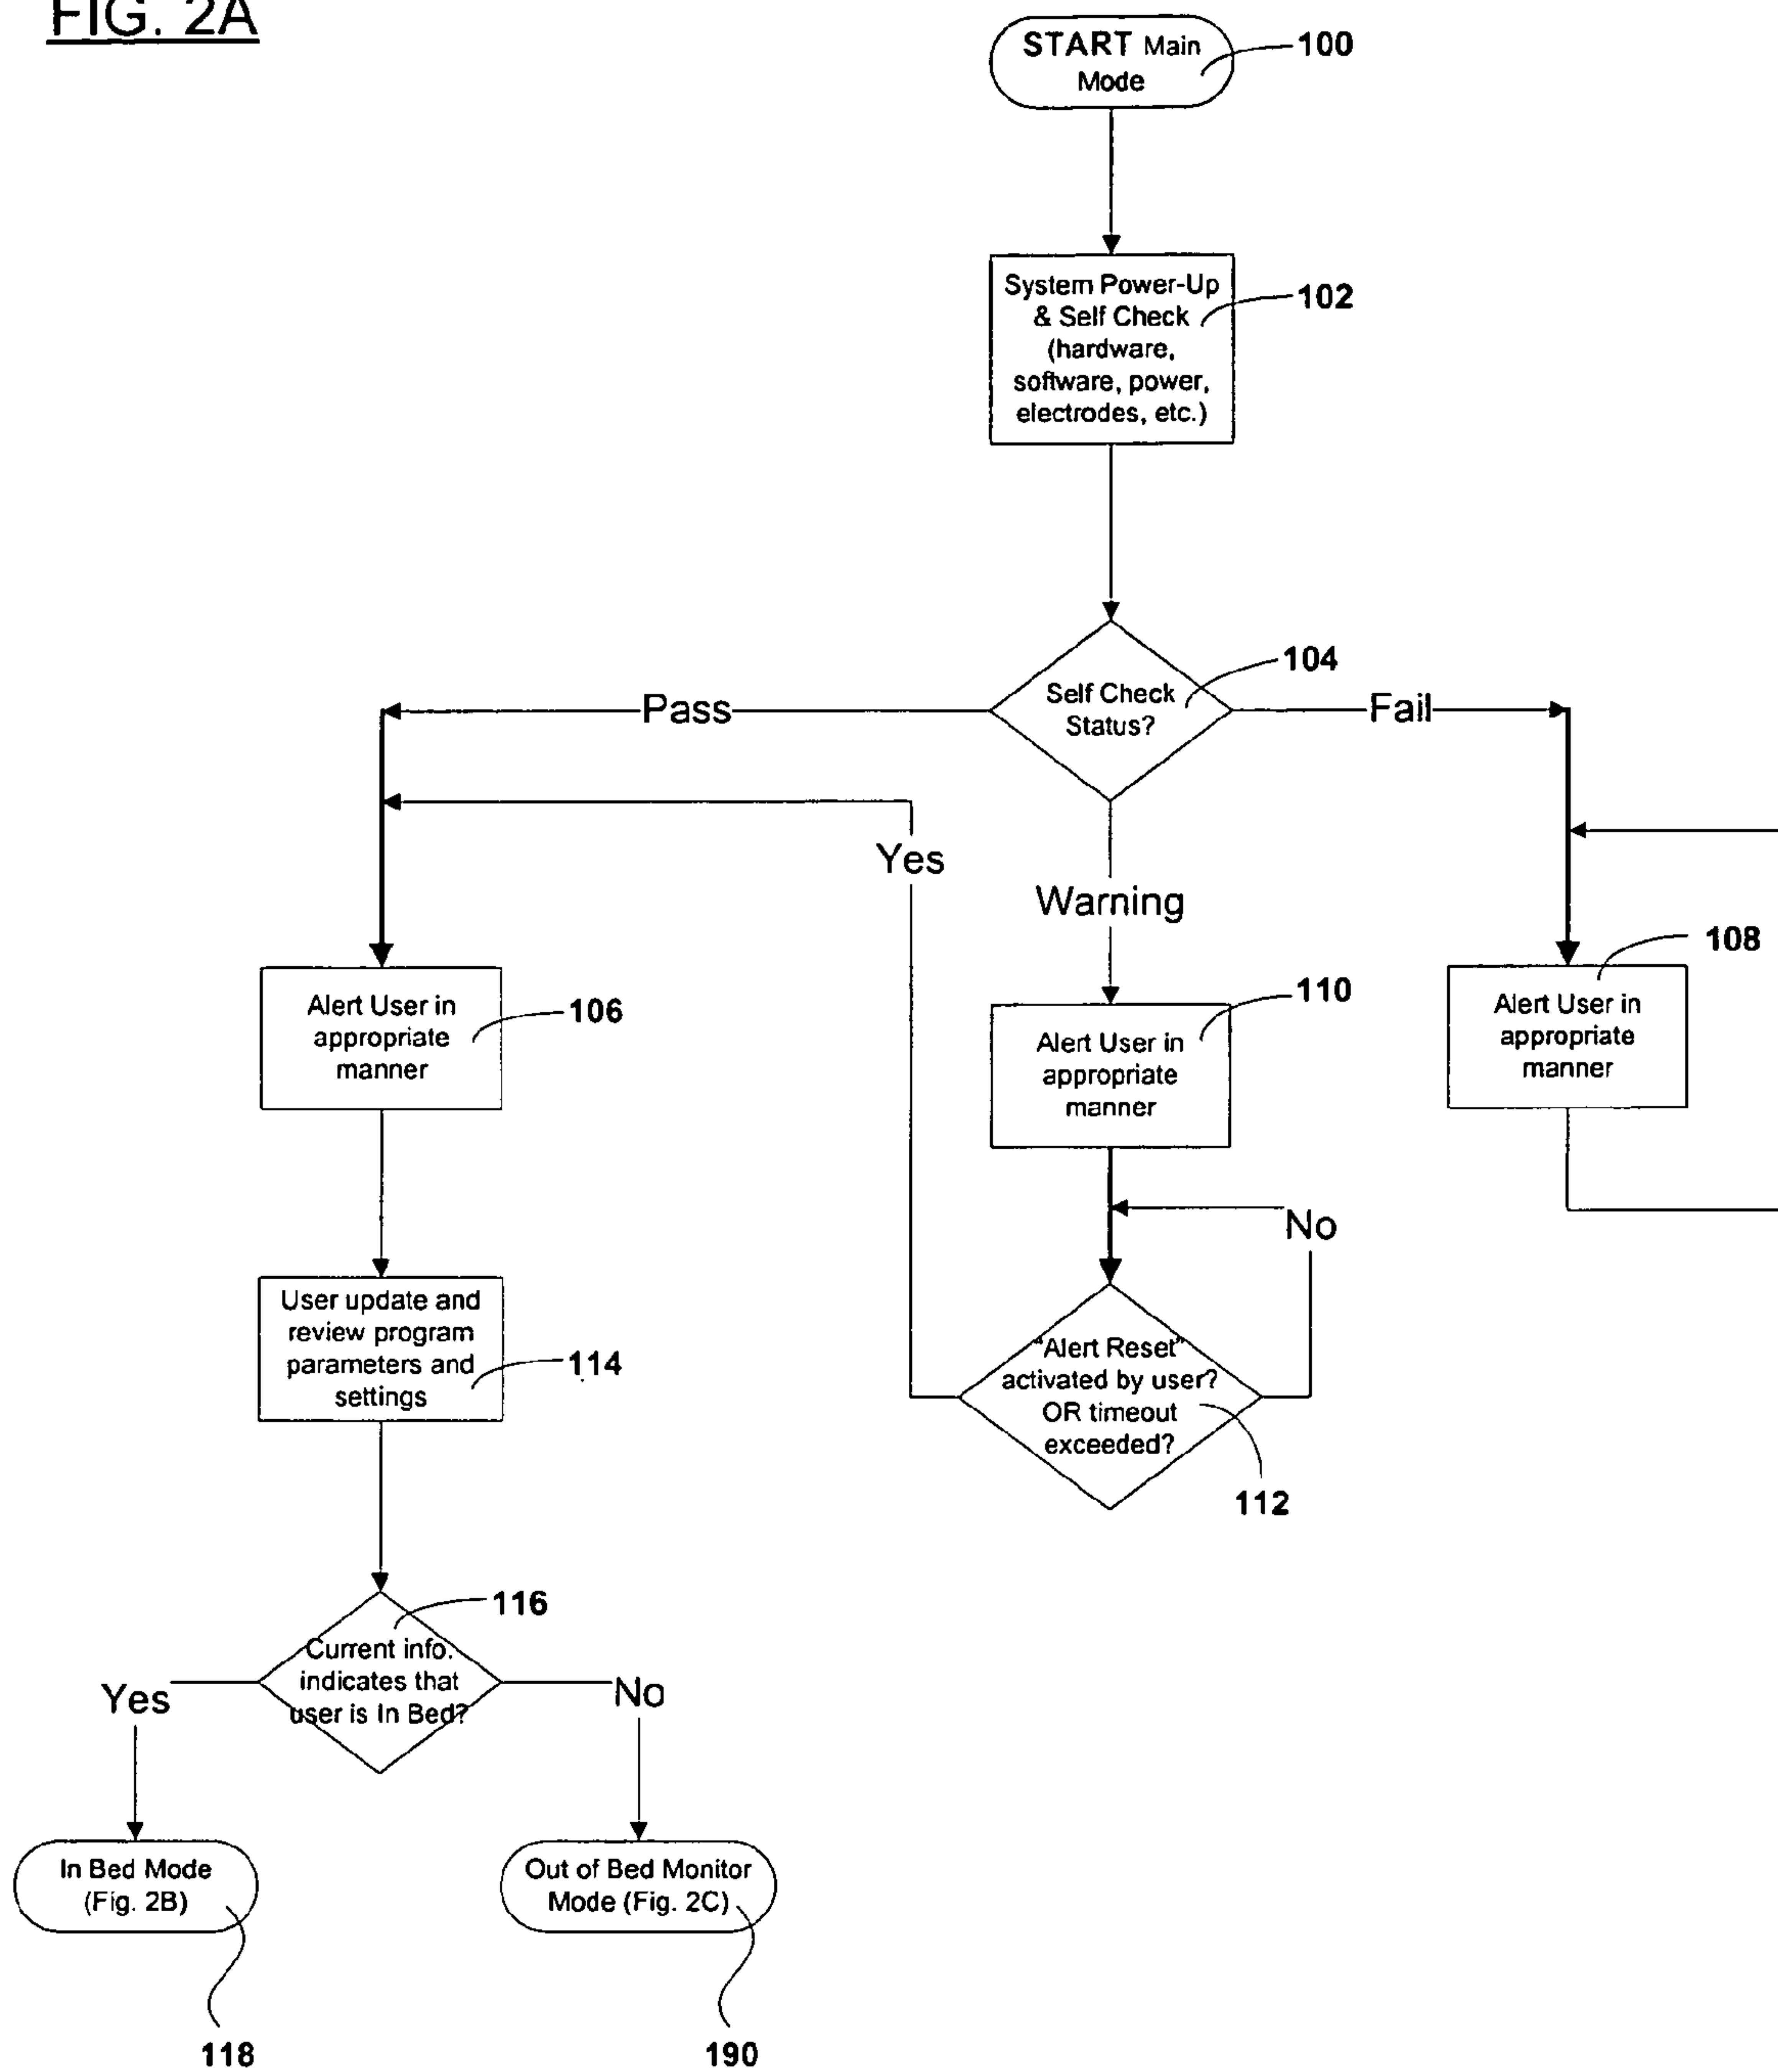 FIG. 2A
START Main
Mode
100
System Power-Up
& Self Check
(hardware,
software, power,
electrodes, etc.)
102
Self Check
Status?
104
Pass
Fail
Yes
Warning
Alert User in
appropriate
manner
106
Alert User in
appropriate
manner
110
Alert User in
appropriate
manner
108
No
"Alert Reset"
activated by user?
OR timeout
exceeded?
112
User update and
review program
parameters and
settings
114
Current info.
indicates that
user is In Bed?
116
Yes
No
In Bed Mode
(Fig. 2B)
118
Out of Bed Monitor
Mode (Fig. 2C)
190